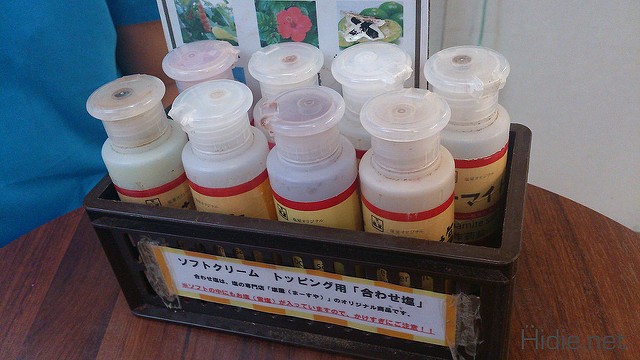 ソフトクリーム トッピング用「合わせ塩」
合わせ塩は、塩の専門店「塩屋（まーすやー）」のオリジナル商品です。
※ソフトの中にもお塩（雪塩）が入っていますので、かけすぎにご注意！！
マイ
Hidie.net